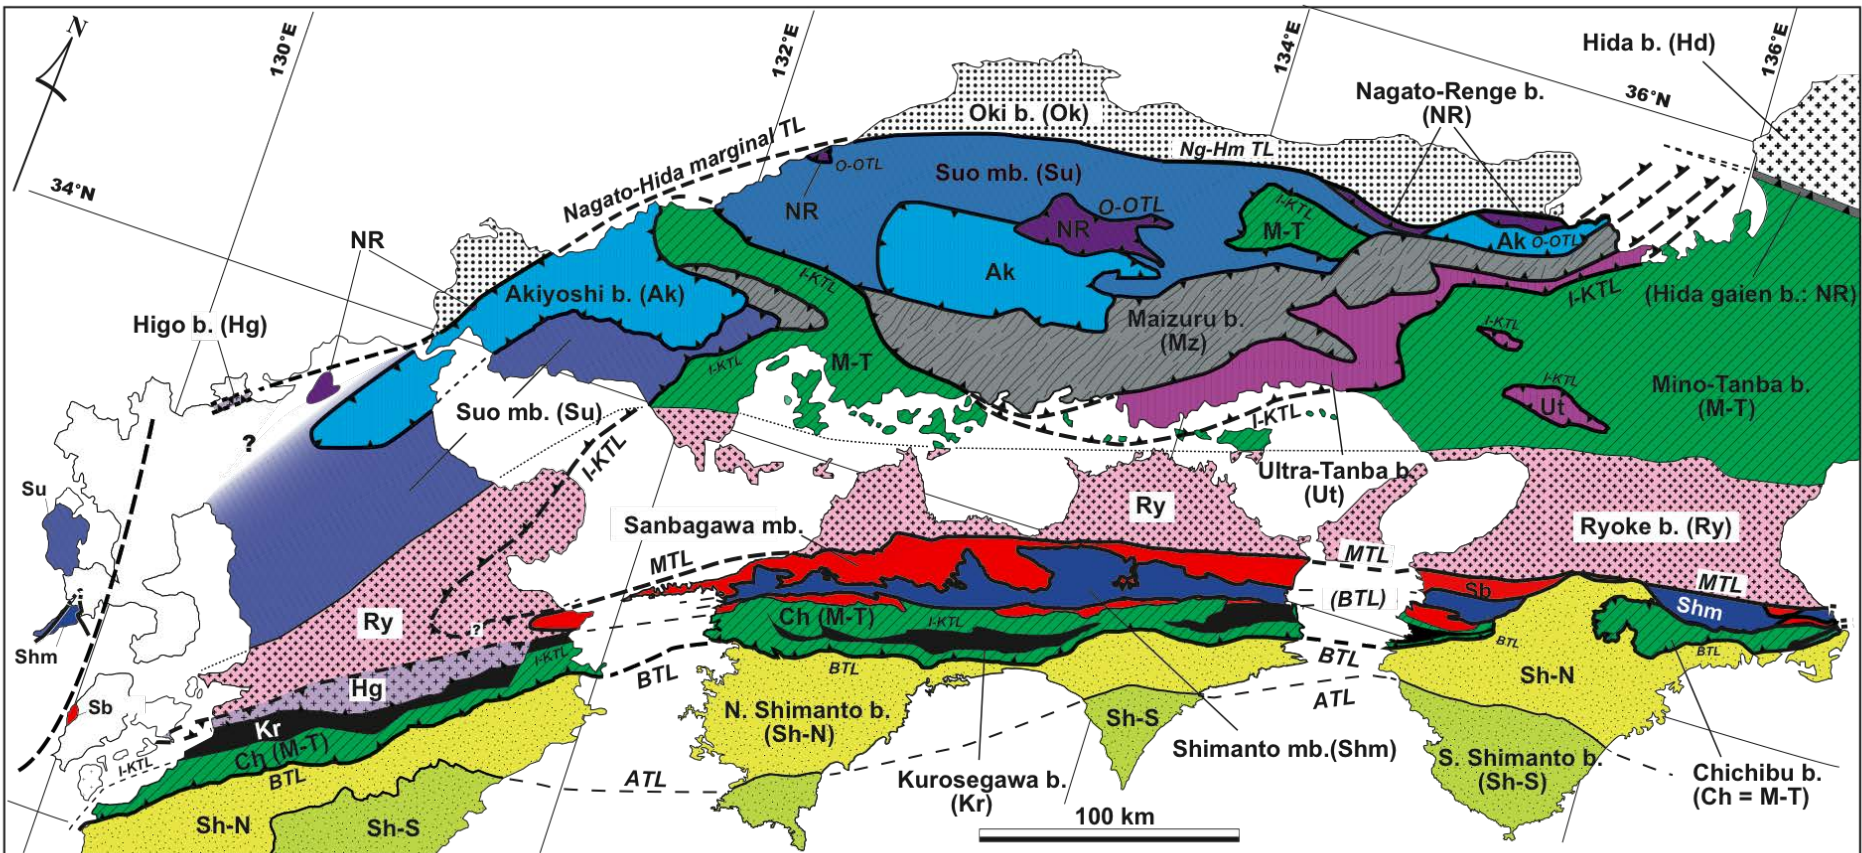 N
130°E
132°E
134°E
136°E
Hida b. (Hd)
36°N
Nagato-Renge b.
(NR)
Oki b. (Ok)
Nagato-Hida marginal TL
Ng-Hm TL
O-OTL
34°N
Suo mb. (Su)
NR
O-OTL
NR
I-KTL
M-T
Ak
O-OTL
NR
Ak
I-KTL
Akiyoshi b. (Ak)
I-KTL
(Hida gaien b.: NR)
Higo b. (Hg)
Maizuru b.
(Mz)
I-KTL
M-T
I-KTL
I-KTL
Mino-Tanba b.
(M-T)
Ut
Suo mb. (Su)
?
I-KTL
I-KTL
Ultra-Tanba b.
(Ut)
Su
Ry
Sanbagawa mb.
Ryoke b. (Ry)
MTL
MTL
MTL
Sb
(BTL)
Shm
Ry
?
Ch (M-T)
I-KTL
Shm
I-KTL
BTL
BTL
BTL
BTL
BTL
Sh-N
Hg
ATL
Sb
Kr
N. Shimanto b.
(Sh-N)
Sh-S
Ch (M-T)
Shimanto mb.(Shm)
I-KTL
BTL
ATL
Kurosegawa b.
(Kr)
S. Shimanto b.
(Sh-S)
Chichibu b.
(Ch = M-T)
Sh-N
Sh-S
100 km